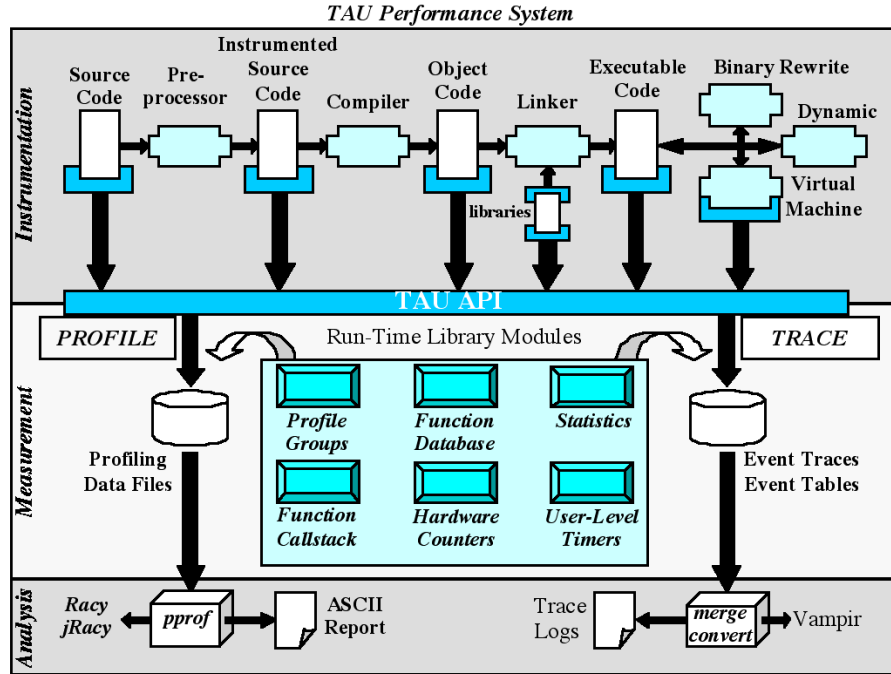 TAU Performance System
Instrumentation
Source
Code
Pre-
processor
Instrumented
Source
Code
Compiler
Object
Code
Linker
Executable
Code
Binary Rewrite
Dynamic
Virtual
Machine
libraries
TAU API
Measurement
PROFILE
Run-Time Library Modules
TRACE
Profile
Groups
Function
Database
Statistics
Function
Callstack
Hardware
Counters
User-Level
Timers
Profiling
Data Files
Event Traces
Event Tables
Analysis
Racy
jRacy
pprof
ASCII
Report
Trace
Logs
merge
convert
Vampir